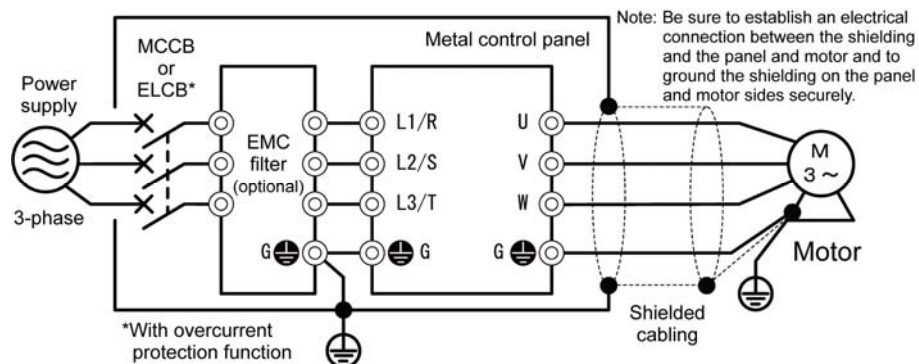 Note: Be sure to establish an electrical
connection between the shielding
and the panel and motor and to
ground the shielding on the panel
and motor sides securely.
Metal control panel
MCCB
or
ELCB*
Power
supply
3-phase
EMC
filter
(optional)
L1/R
L2/S
L3/T
G
G
U
V
W
G
M
3 ~
Motor
Shielded
cabling
*With overcurrent
protection function